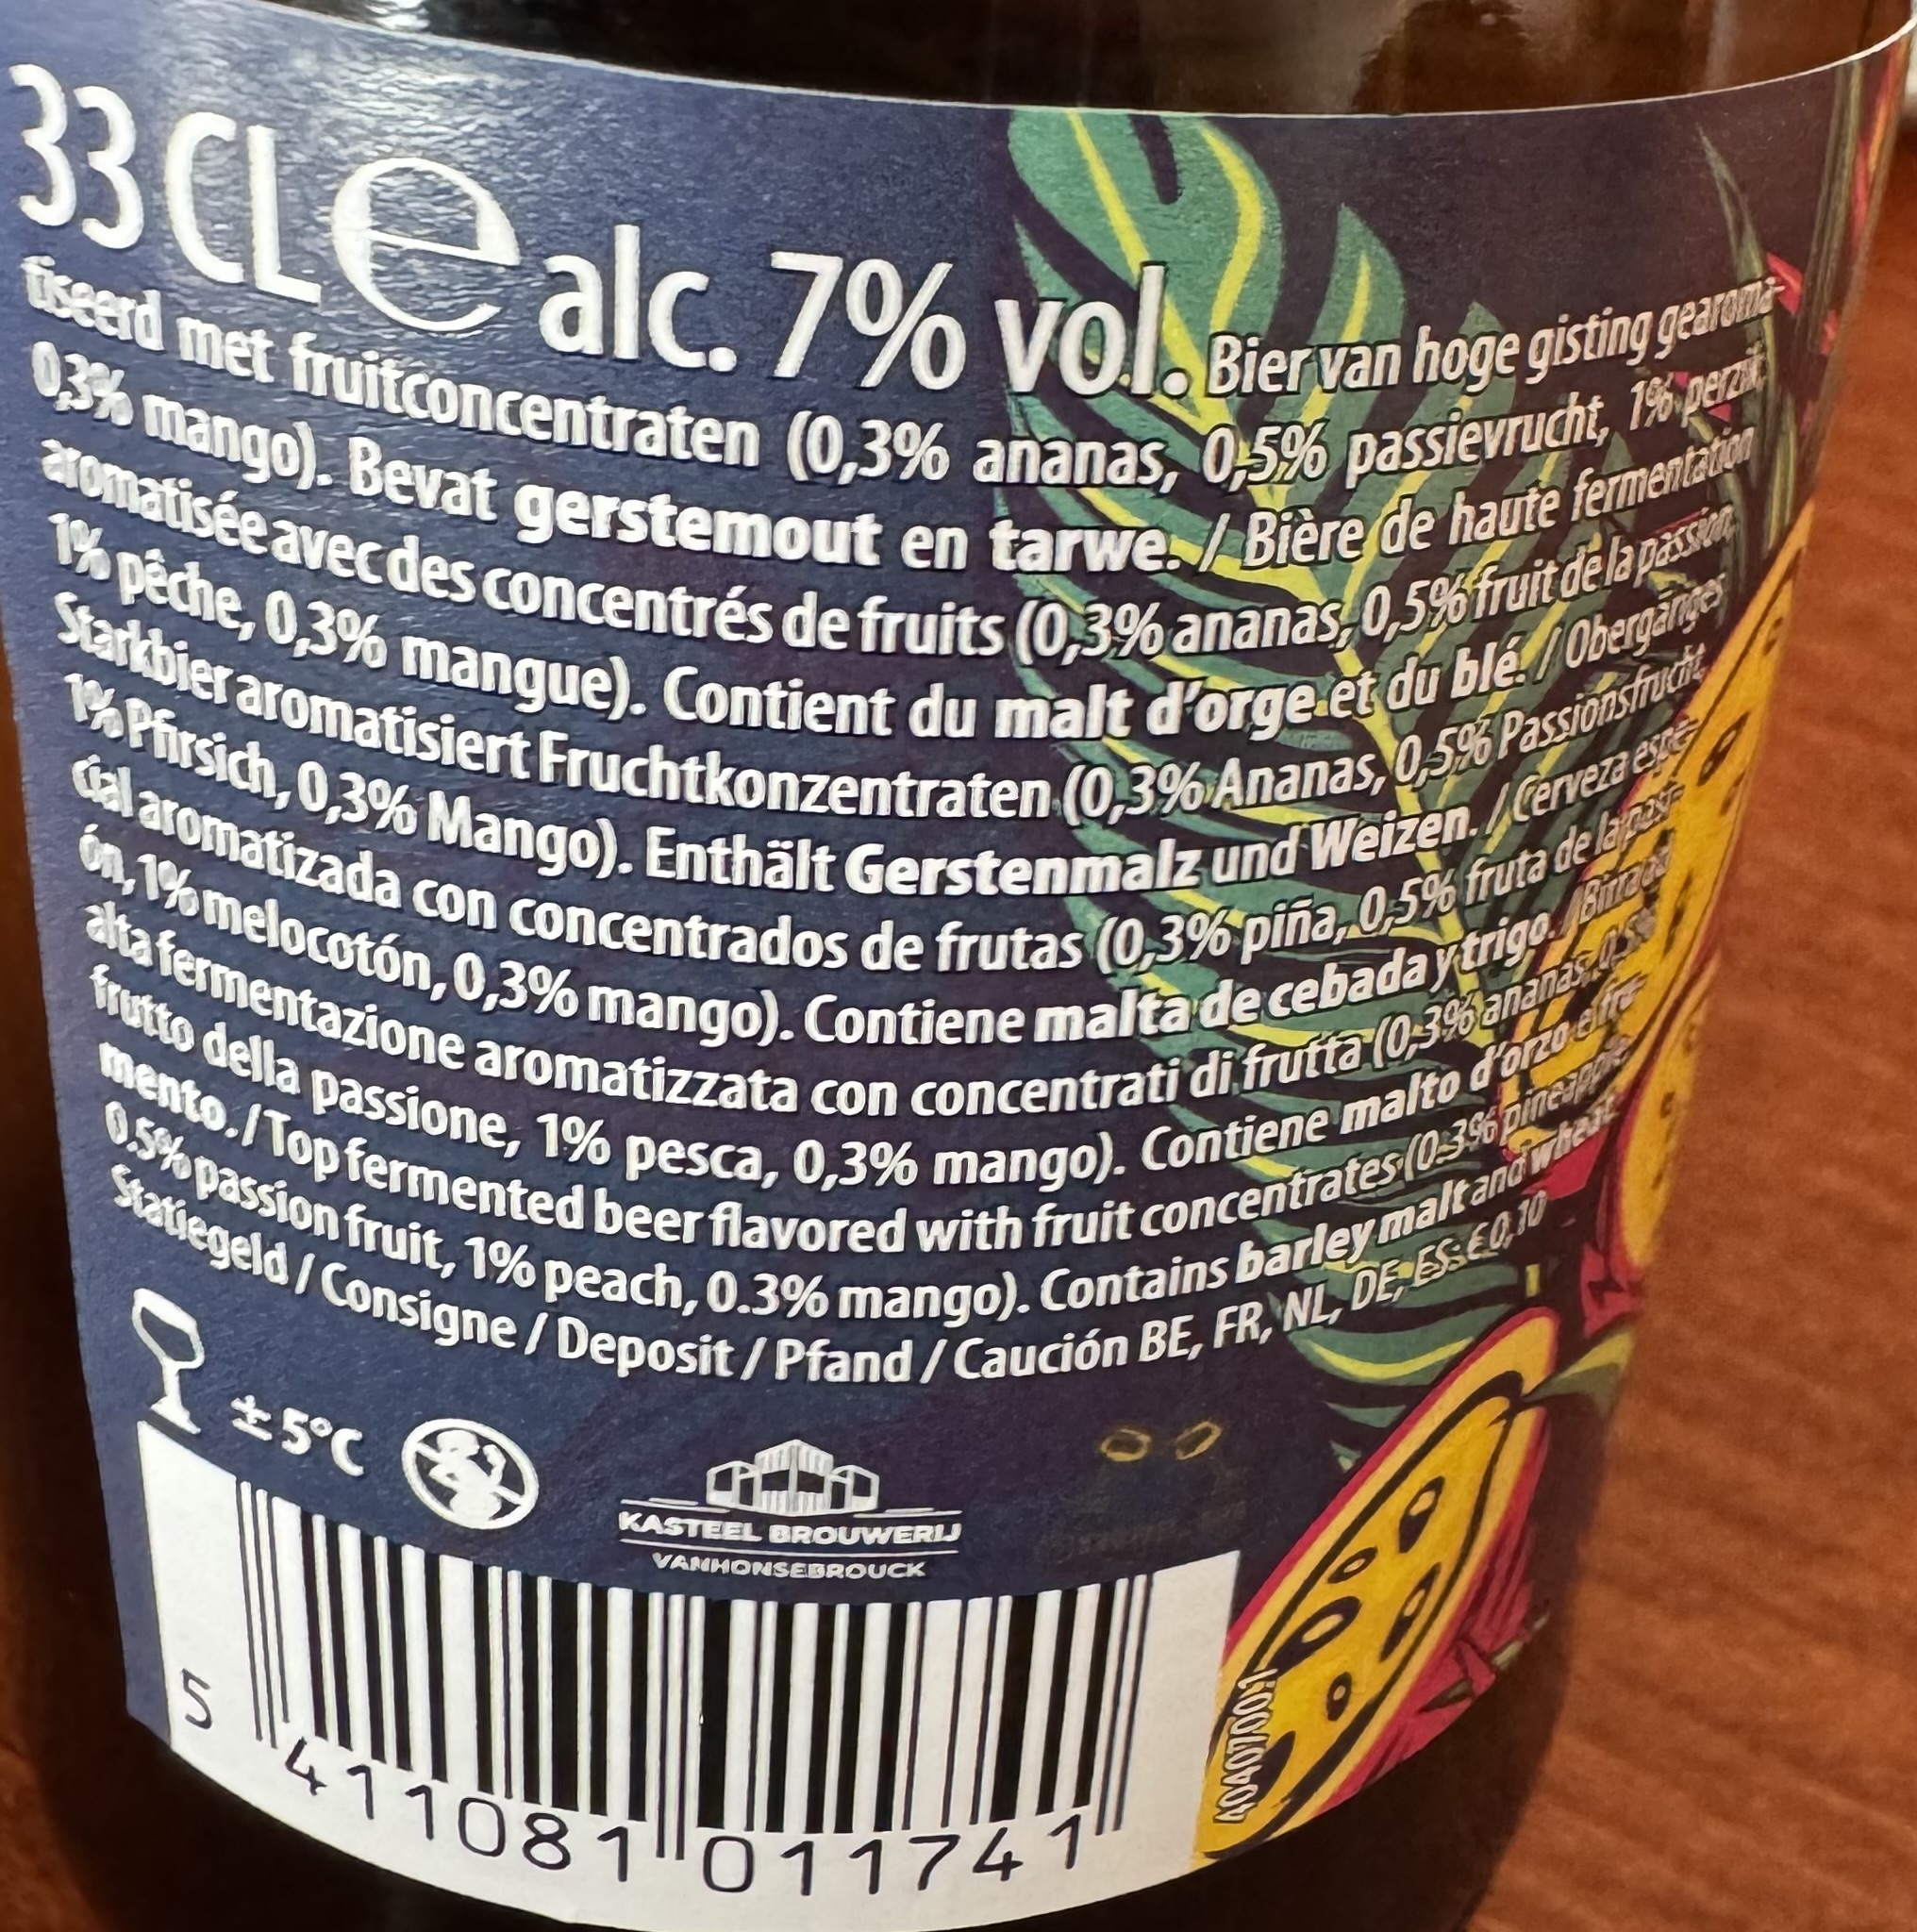 33 CL e alc. 7% vol. Bier van hoge gisting gearoma-
tiseerd met fruitconcentraten (0,3% ananas, 0,5% passievrucht, 1% perzik,
0,3% mango). Bevat gerstemout en tarwe. / Bière de haute fermentation
aromatisée avec des concentrés de fruits (0,3% ananas, 0,5% fruit de la passion,
1% pêche, 0,3% mangue). Contient du malt d'orge et du blé. / Obergäriges
Starkbier aromatisiert Fruchtkonzentraten (0,3% Ananas, 0,5% Passionsfrucht,
1% Pfirsich, 0,3% Mango). Enthält Gerstenmalz und Weizen. / Cerveza espe-
cial aromatizada con concentrados de frutas (0,3% piña, 0,5% fruta de la pasi-
ón, 1% melocotón, 0,3% mango). Contiene malta de cebada y trigo. / Birra ad
alta fermentazione aromatizzata con concentrati di frutta (0,3% ananas, 0,5%
frutto della passione, 1% pesca, 0,3% mango). Contiene malto d'orzo e fru-
mento. / Top fermented beer flavored with fruit concentrates (0.3% pineapple,
0.5% passion fruit, 1% peach, 0.3% mango). Contains barley malt and wheat.
Statiegeld / Consigne / Deposit / Pfand / Caución BE, FR, NL, DE, ES: € 0,10
± 5°C
KASTEEL BROUWERIJ
VANHONSEBROUCK
5 411081 011741
40407001